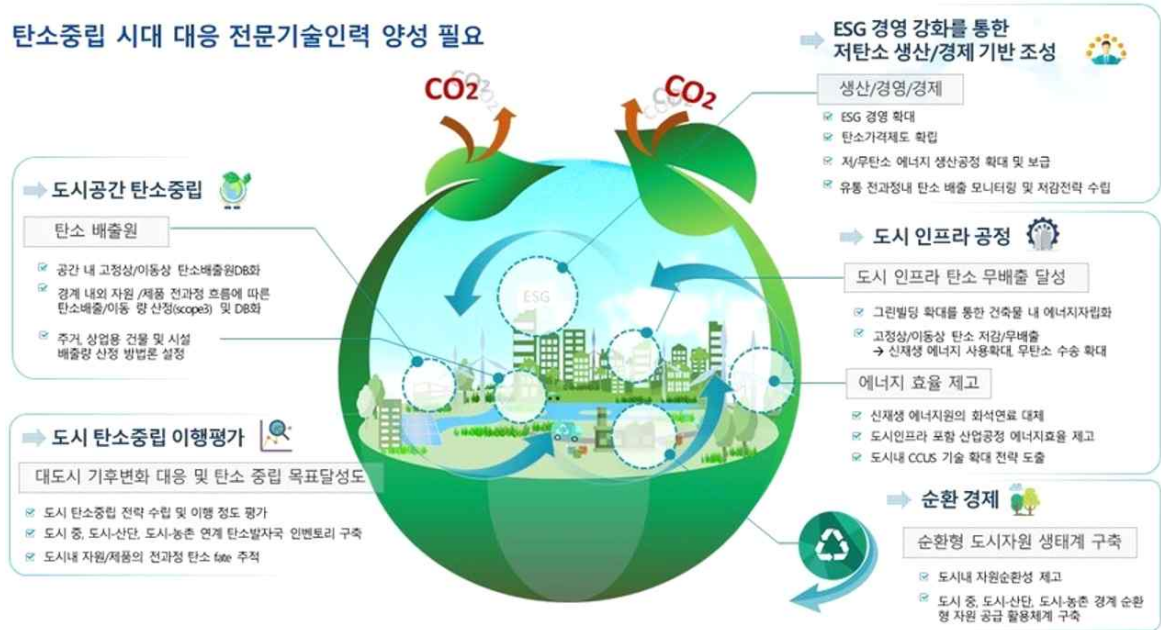 탄소중립 시대 대응 전문기술인력 양성 필요
CO2
CO2
CO2
CO2
ESG
도시공간 탄소중립
탄소 배출원
공간 내 고정상/이동상 탄소배출원DB화
경계 내외 자원 /제품 전과정 흐름에 따른
탄소배출/이동 량 산정(scope3) 및 DB화
주거, 상업용 건물 및 시설
배출량 산정 방법론 설정
도시 탄소중립 이행평가
대도시 기후변화 대응 및 탄소 중립 목표달성도
도시 탄소중립 전략 수립 및 이행 정도 평가
도시 중, 도시-산단, 도시-농촌 연계 탄소발자국 인벤토리 구축
도시내 자원/제품의 전과정 탄소 fate 추적
ESG 경영 강화를 통한
저탄소 생산/경제 기반 조성
생산/경영/경제
ESG 경영 확대
탄소가격제도 확립
저/무탄소 에너지 생산공정 확대 및 보급
유통 전과정내 탄소 배출 모니터링 및 저감전략 수립
도시 인프라 공정
도시 인프라 탄소 무배출 달성
그린빌딩 확대를 통한 건축물 내 에너지자립화
고정상/이동상 탄소 저감/무배출
→ 신재생 에너지 사용확대, 무탄소 수송 확대
에너지 효율 제고
신재생 에너지원의 화석연료 대체
도시인프라 포함 산업공정 에너지효율 제고
도시내 CCUS 기술 확대 전략 도출
순환 경제
순환형 도시자원 생태계 구축
도시내 자원순환성 제고
도시 중, 도시-산단, 도시-농촌 경계 순환
형 자원 공급 활용체계 구축